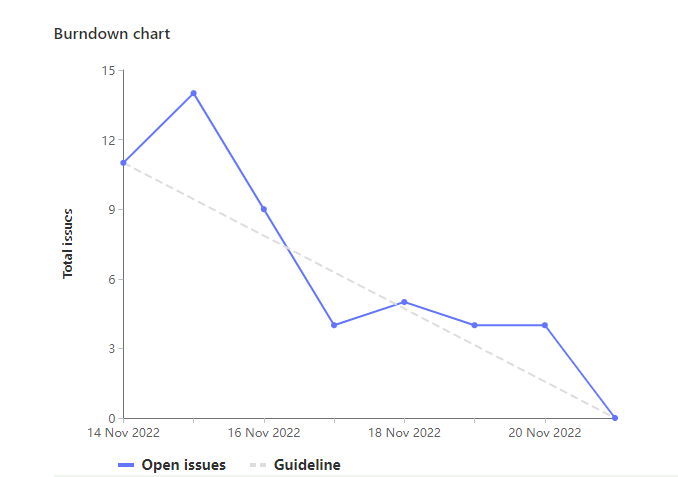 Burndown chart
15
12
9
6
3
0
Total issues
14 Nov 2022 16 Nov 2022 18 Nov 2022 20 Nov 2022
Open issues Guideline